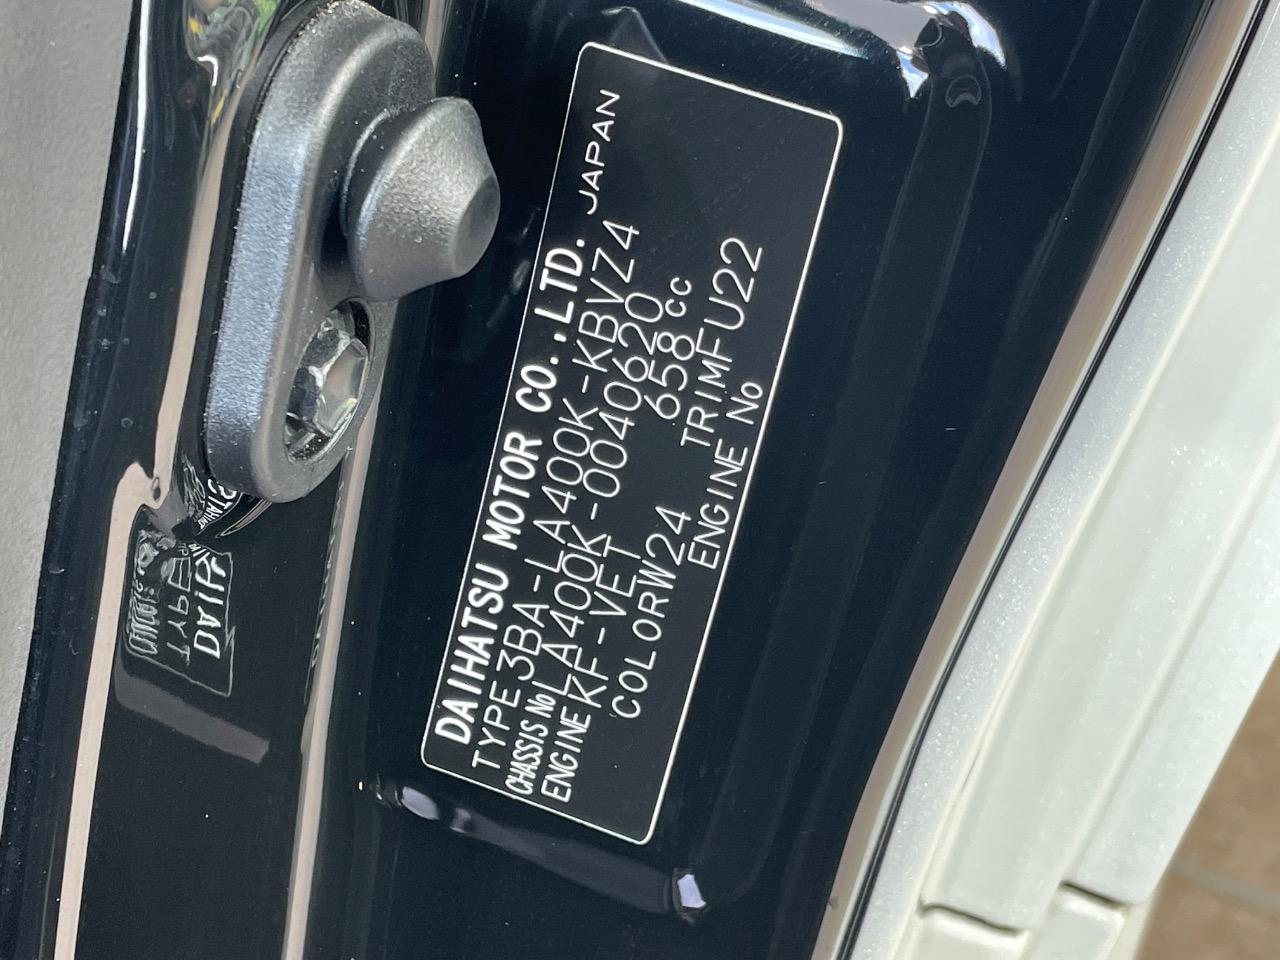 DAIHATSU MOTOR CO.,LTD. JAPAN
TYPE 3BA-LA400K-KBVZ4
CHASSIS No LA400K-0040620
ENGINE KF-VET 658cc
COLOR W24 TRIM FU22
ENGINE No